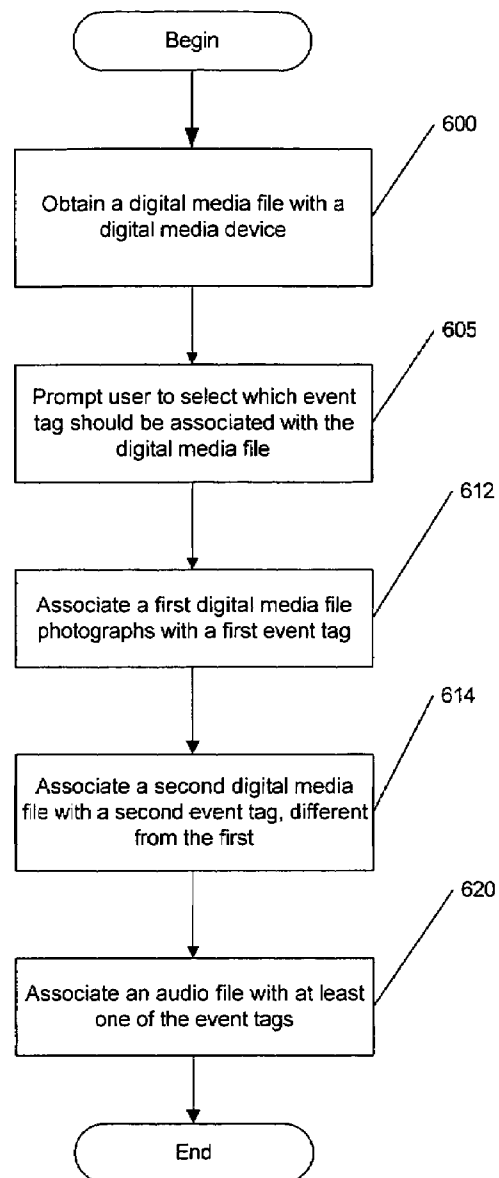 Begin
600
Obtain a digital media file with a
digital media device
605
Prompt user to select which event
tag should be associated with the
digital media file
612
Associate a first digital media file
photographs with a first event tag
614
Associate a second digital media
file with a second event tag, different
from the first
620
Associate an audio file with at least
one of the event tags
End